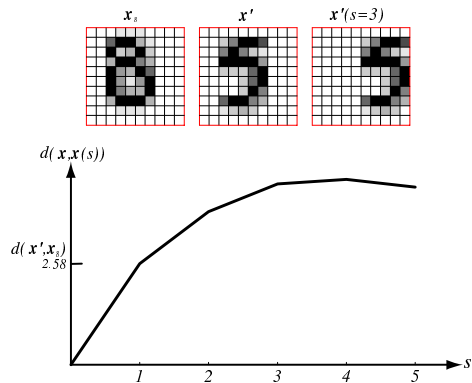 x₈ x' x'(s=3)
d( x,x(s))
d( x',x₈)
2.58
s
1 2 3 4 5